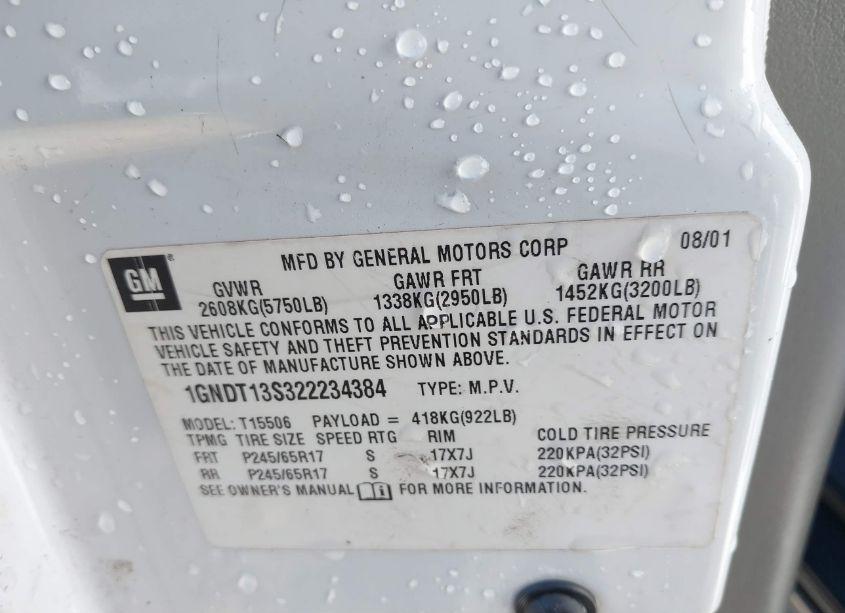 GM MFD BY GENERAL MOTORS CORP 08/01
GVWR GAWR FRT GAWR RR
2608KG(5750LB) 1338KG(2950LB) 1452KG(3200LB)
THIS VEHICLE CONFORMS TO ALL APPLICABLE U.S. FEDERAL MOTOR
VEHICLE SAFETY AND THEFT PREVENTION STANDARDS IN EFFECT ON
THE DATE OF MANUFACTURE SHOWN ABOVE.
1GNDT13S322234384 TYPE: M.P.V.
MODEL: T15506 PAYLOAD = 418KG(922LB)
TPMG TIRE SIZE SPEED RTG RIM COLD TIRE PRESSURE
FRT P245/65R17 S 17X7J 220KPA(32PSI)
RR P245/65R17 S 17X7J 220KPA(32PSI)
SEE OWNER'S MANUAL FOR MORE INFORMATION.